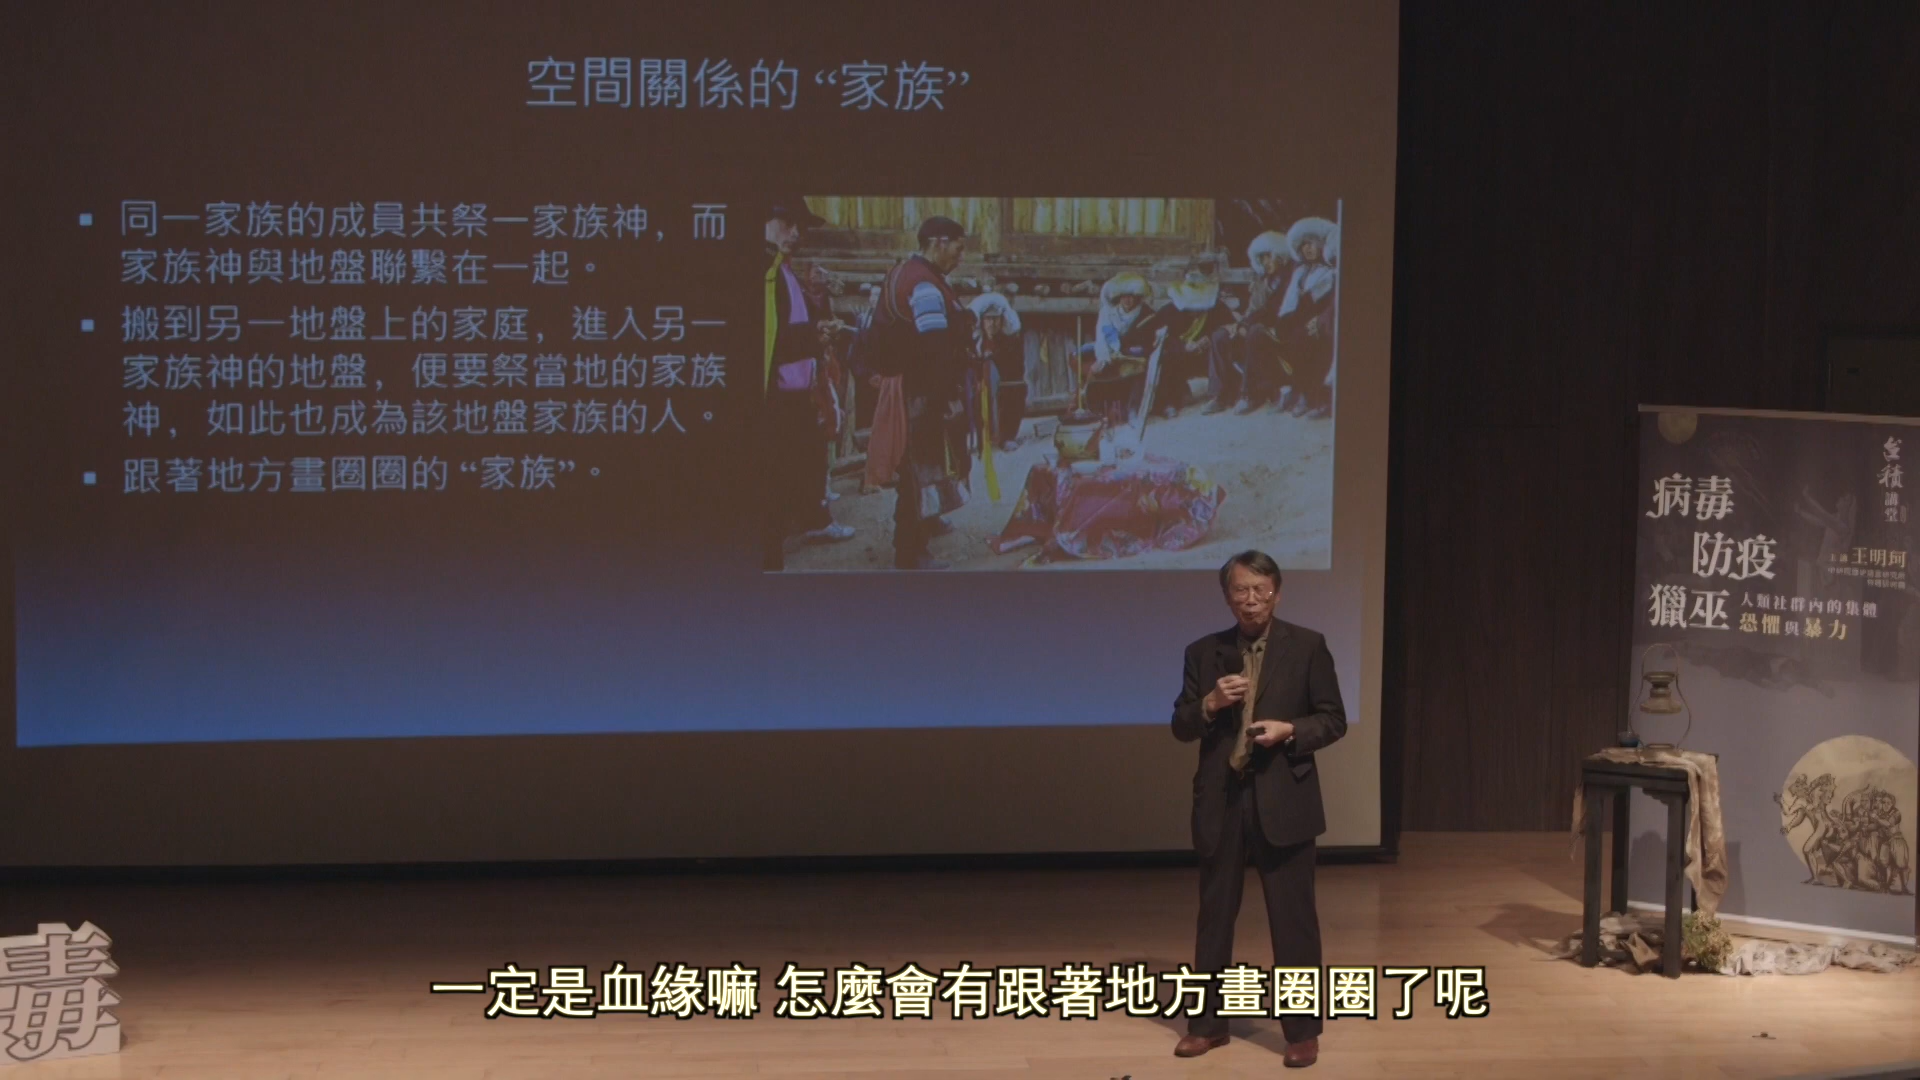 空間關係的 “家族”
▪ 同一家族的成員共祭一家族神，而
家族神與地盤聯繫在一起。
▪ 搬到另一地盤上的家庭，進入另一
家族神的地盤，便要祭當地的家族
神，如此也成為該地盤家族的人。
▪ 跟著地方畫圈圈的 “家族”。
台積
講堂
病毒
防疫
獵巫
主講 王明珂
人類社群內的集體
恐懼與暴力
毒
一定是血緣嘛 怎麼會有跟著地方畫圈圈了呢